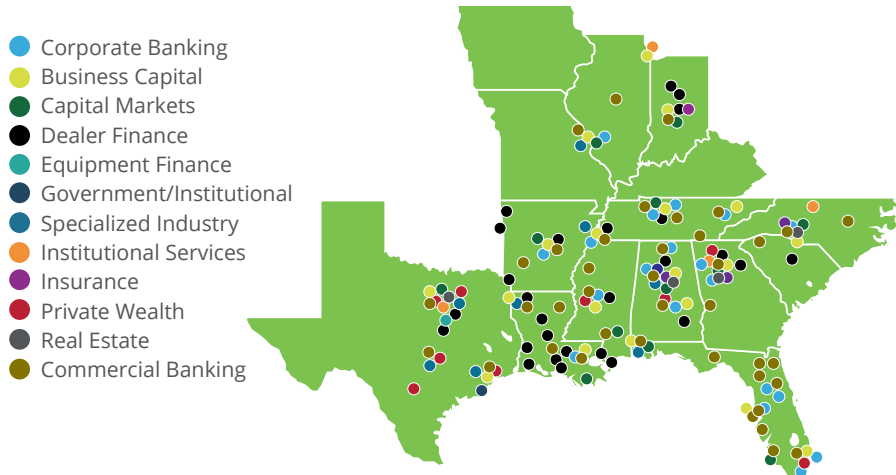 Corporate Banking
Business Capital
Capital Markets
Dealer Finance
Equipment Finance
Government/Institutional
Specialized Industry
Institutional Services
Insurance
Private Wealth
Real Estate
Commercial Banking